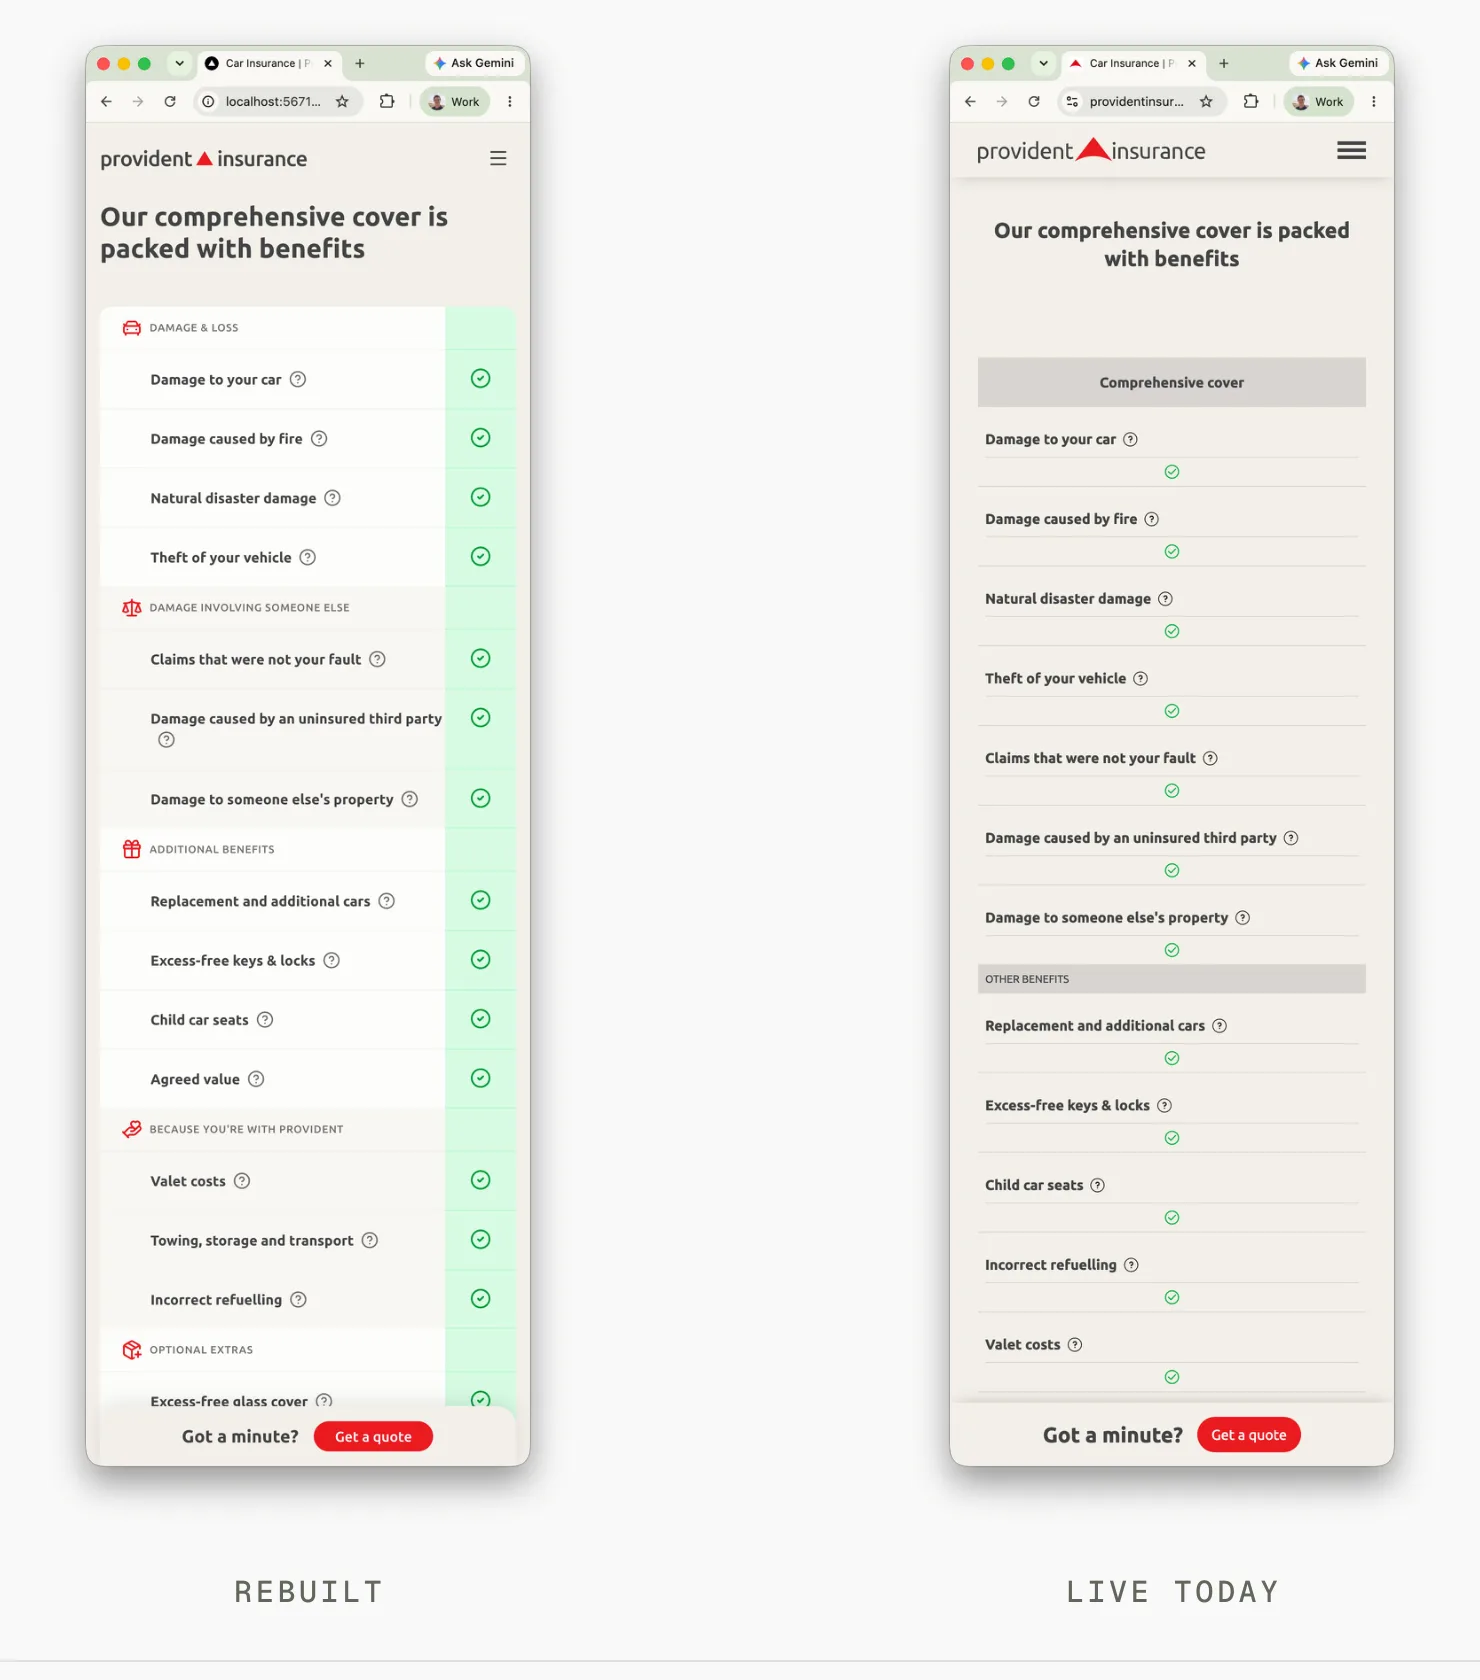 Car Insurance | P
Ask Gemini
localhost:5671...
Work
provident insurance
Our comprehensive cover is
packed with benefits
DAMAGE & LOSS
Damage to your car
Damage caused by fire
Natural disaster damage
Theft of your vehicle
DAMAGE INVOLVING SOMEONE ELSE
Claims that were not your fault
Damage caused by an uninsured third party
Damage to someone else's property
ADDITIONAL BENEFITS
Replacement and additional cars
Excess-free keys & locks
Child car seats
Agreed value
BECAUSE YOU'RE WITH PROVIDENT
Valet costs
Towing, storage and transport
Incorrect refuelling
OPTIONAL EXTRAS
Excess-free glass cover
Got a minute?
Get a quote
REBUILT
Car Insurance | P
Ask Gemini
providentinsur...
Work
provident insurance
Our comprehensive cover is packed
with benefits
Comprehensive cover
Damage to your car
Damage caused by fire
Natural disaster damage
Theft of your vehicle
Claims that were not your fault
Damage caused by an uninsured third party
Damage to someone else's property
OTHER BENEFITS
Replacement and additional cars
Excess-free keys & locks
Child car seats
Incorrect refuelling
Valet costs
Got a minute?
Get a quote
LIVE TODAY